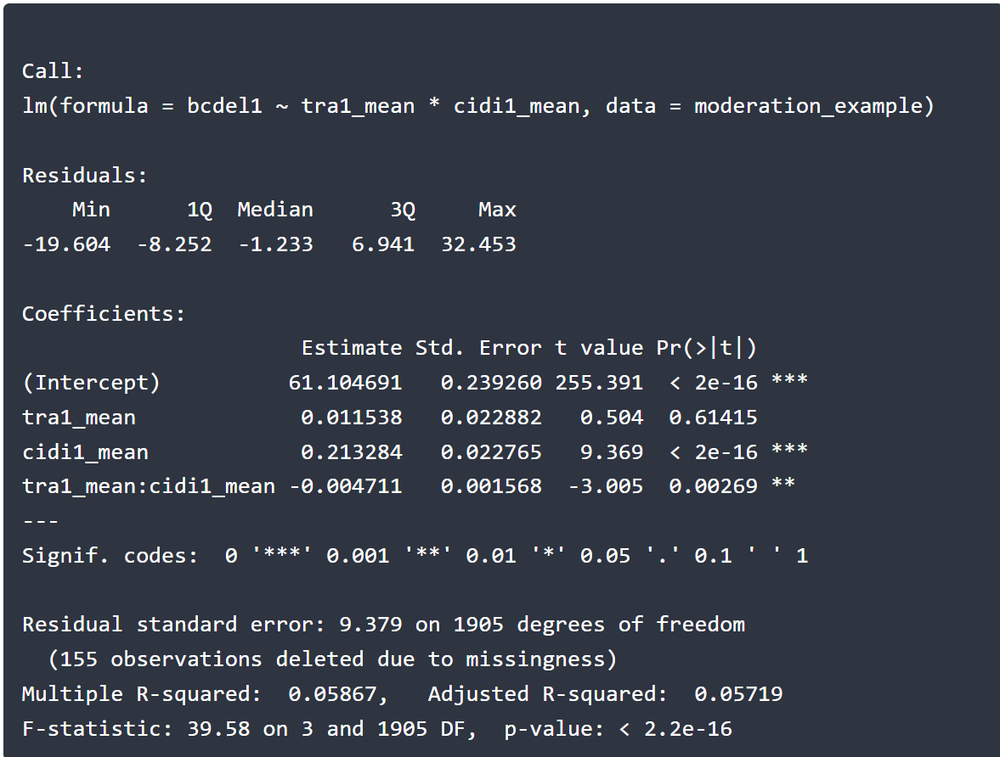 Call:
lm(formula = bcdel1 ~ tra1_mean * cidi1_mean, data = moderation_example)
Residuals:
    Min      1Q  Median      3Q     Max
-19.604  -8.252  -1.233   6.941  32.453
Coefficients:
                      Estimate Std. Error t value Pr(>|t|)
(Intercept)          61.104691   0.239260 255.391  < 2e-16 ***
tra1_mean             0.011538   0.022882   0.504  0.61415
cidi1_mean            0.213284   0.022765   9.369  < 2e-16 ***
tra1_mean:cidi1_mean -0.004711   0.001568  -3.005  0.00269 **
---
Signif. codes:  0 '***' 0.001 '**' 0.01 '*' 0.05 '.' 0.1 ' ' 1
Residual standard error: 9.379 on 1905 degrees of freedom
  (155 observations deleted due to missingness)
Multiple R-squared:  0.05867,   Adjusted R-squared:  0.05719
F-statistic: 39.58 on 3 and 1905 DF,  p-value: < 2.2e-16